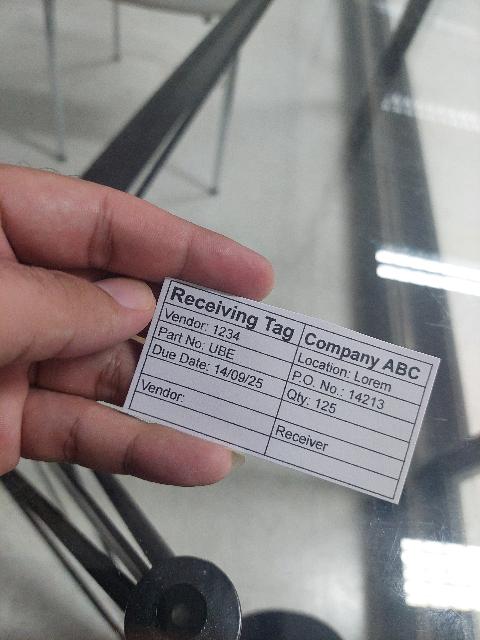 Receiving Tag Company ABC
Vendor: 1234 Location: Lorem
Part No: UBE P.O. No.: 14213
Due Date: 14/09/25 Qty: 125
Vendor: Receiver